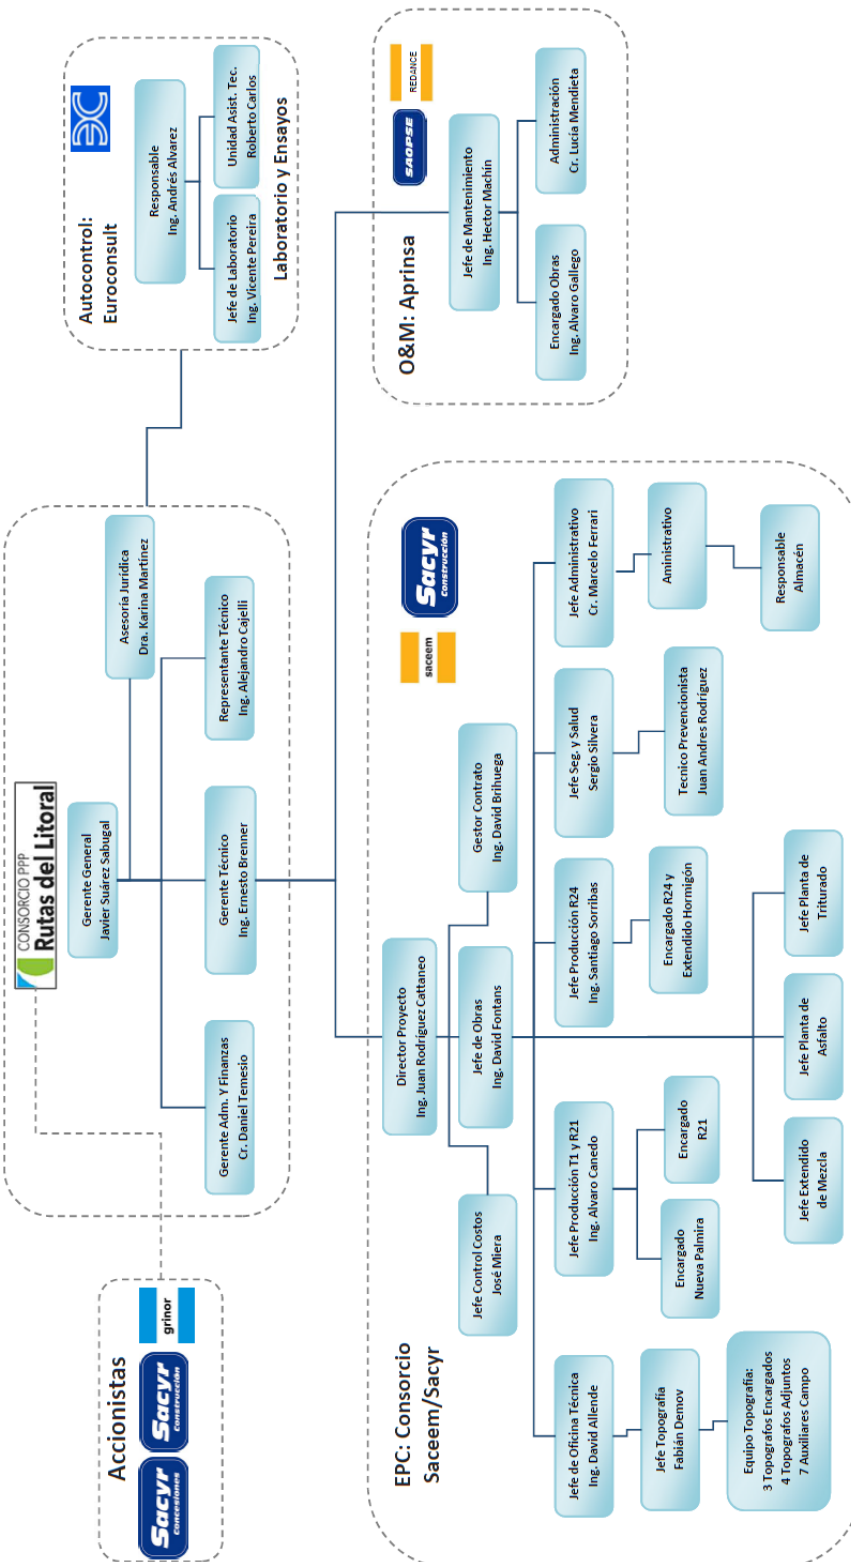 Accionistas
Sacyr
Concesiones
Sacyr
Construcción
grinor
CONSORCIO PPP
Rutas del Litoral
Gerente General
Javier Suárez Sabugal
Asesoría Jurídica
Dra. Karina Martínez
Gerente Adm. Y Finanzas
Cr. Daniel Temesio
Gerente Técnico
Ing. Ernesto Brenner
Representante Técnico
Ing. Alejandro Cajelli
Autocontrol:
Euroconsult
Responsable
Ing. Andrés Alvarez
Jefe de Laboratorio
Ing. Vicente Pereira
Unidad Asist. Tec.
Roberto Carlos
Laboratorio y Ensayos
EPC: Consorcio
Saceem/Sacyr
saceem
Sacyr
Construcción
Director Proyecto
Ing. Juan Rodríguez Cattaneo
Jefe Control Costos
José Miera
Jefe de Obras
Ing. David Fontans
Gestor Contrato
Ing. David Brihuega
Jefe de Oficina Técnica
Ing. David Allende
Jefe Producción T1 y R21
Ing. Alvaro Canedo
Jefe Producción R24
Ing. Santiago Sorribas
Jefe Seg. y Salud
Sergio Silvera
Jefe Administrativo
Cr. Marcelo Ferrari
Jefe Topografía
Fabián Demov
Encargado
Nueva Palmira
Encargado
R21
Encargado R24 y
Extendido Hormigón
Tecnico Prevencionista
Juan Andres Rodríguez
Aministrativo
Equipo Topografía:
3 Topografos Encargados
4 Topografos Adjuntos
7 Auxiliares Campo
Jefe Extendido
de Mezcla
Jefe Planta de
Asfalto
Jefe Planta de
Triturado
Responsable
Almacén
O&M: Aprinsa
SAOPSE
REDANCE
Jefe de Mantenimiento
Ing. Hector Machín
Encargado Obras
Ing. Alvaro Gallego
Administración
Cr. Lucía Mendieta